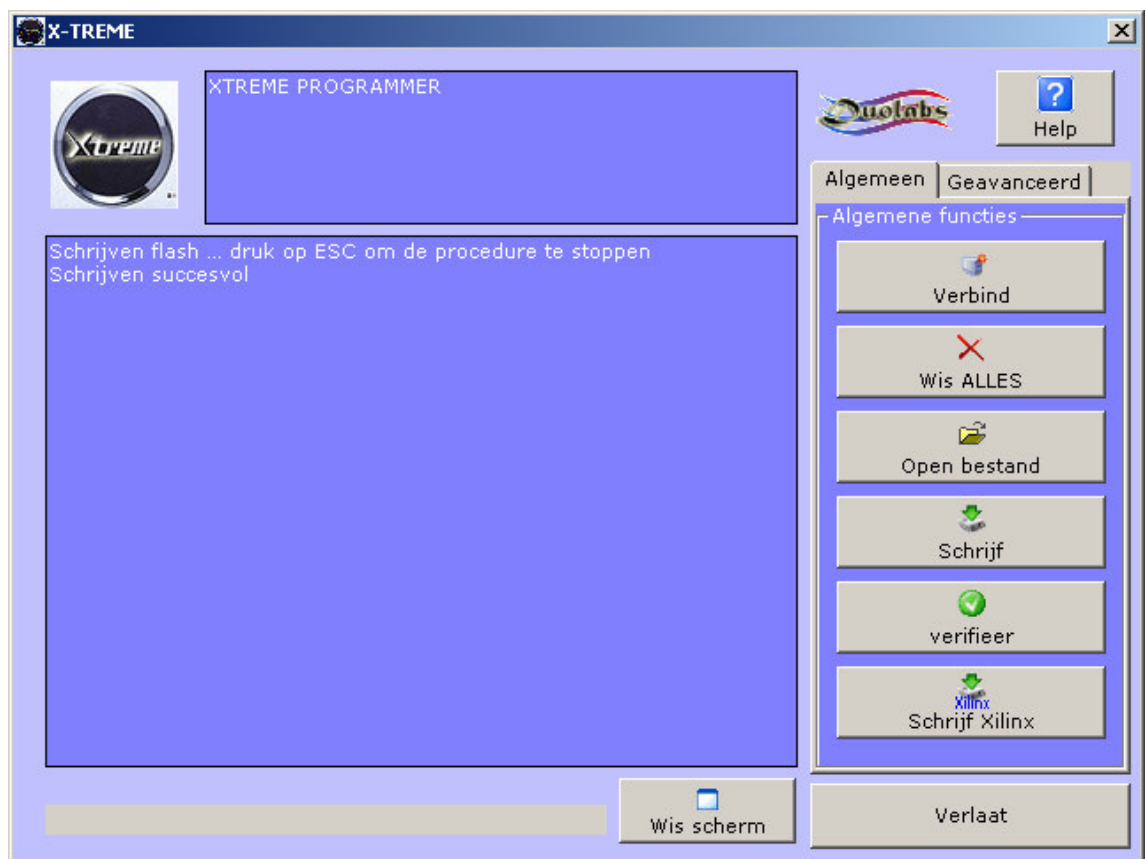 X-TREME
Xtreme
XTREME PROGRAMMER
Duolabs
Help
Algemeen
Geavanceerd
Algemene functies
Schrijven flash ... druk op ESC om de procedure te stoppen
Schrijven succesvol
Verbind
Wis ALLES
Open bestand
Schrijf
verifieer
Xilinx
Schrijf Xilinx
Wis scherm
Verlaat